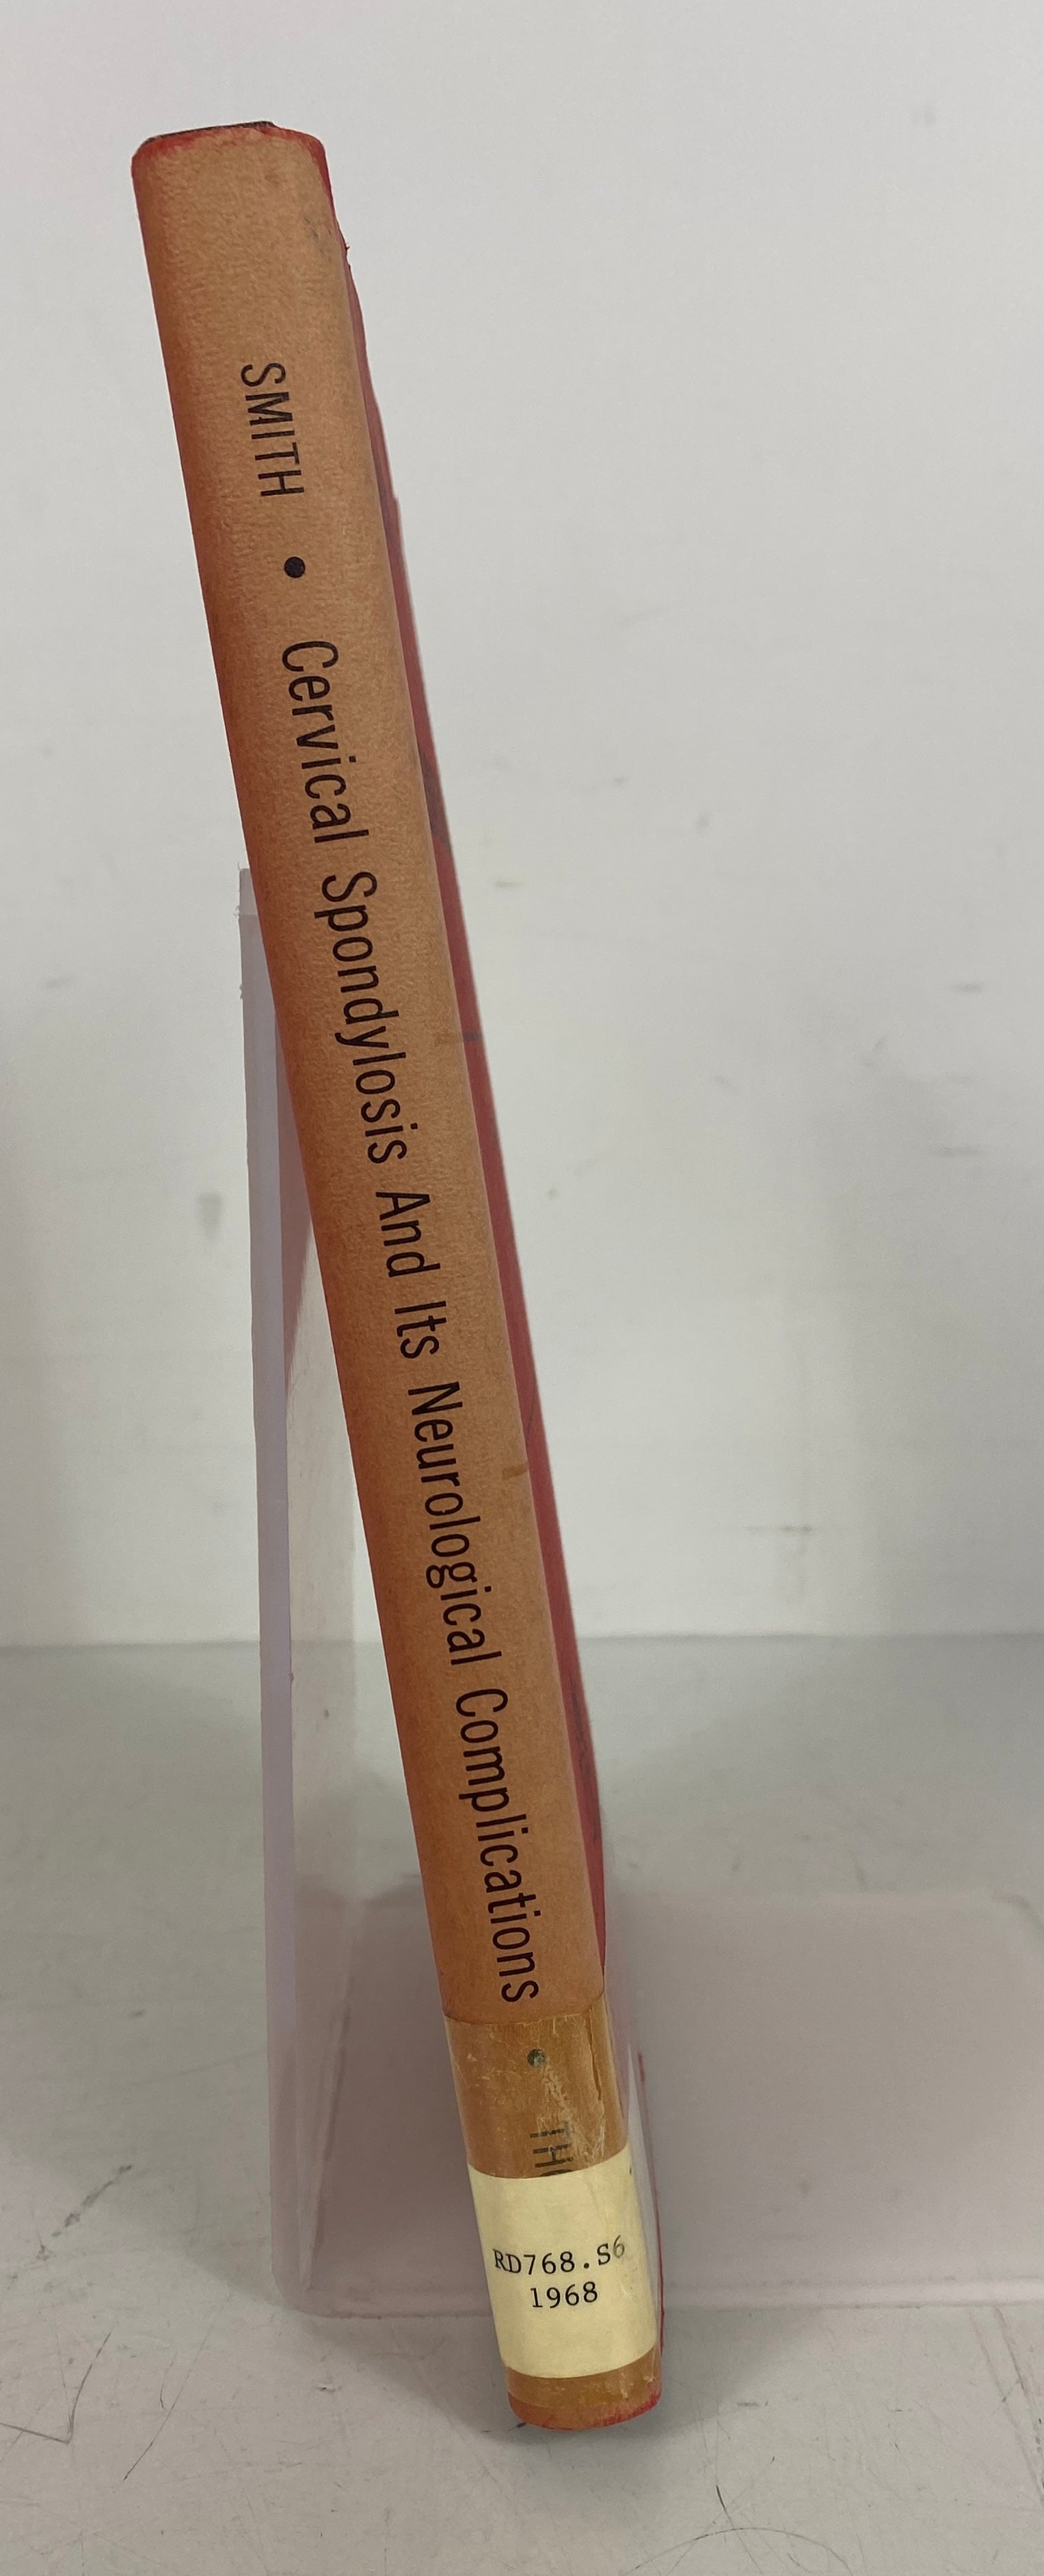 SMITH • Cervical Spondylosis And Its Neurological Complications •
RD768.S6
1968